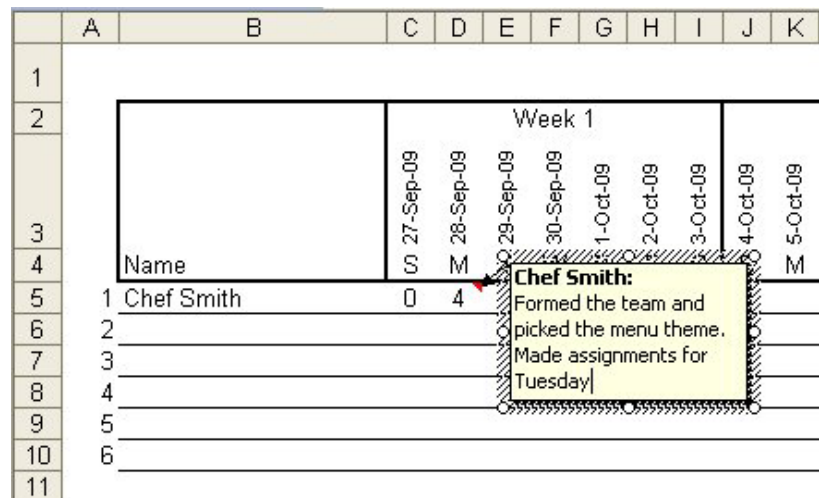 A B C D E F G H I J K
1
2 Week 1
3 27-Sep-09 28-Sep-09 29-Sep-09 30-Sep-09 1-Oct-09 2-Oct-09 3-Oct-09 4-Oct-09 5-Oct-09
4 Name S M M
5 1 Chef Smith 0 4
Chef Smith:
Formed the team and
picked the menu theme.
Made assignments for
Tuesday
6 2
7 3
8 4
9 5
10 6
11